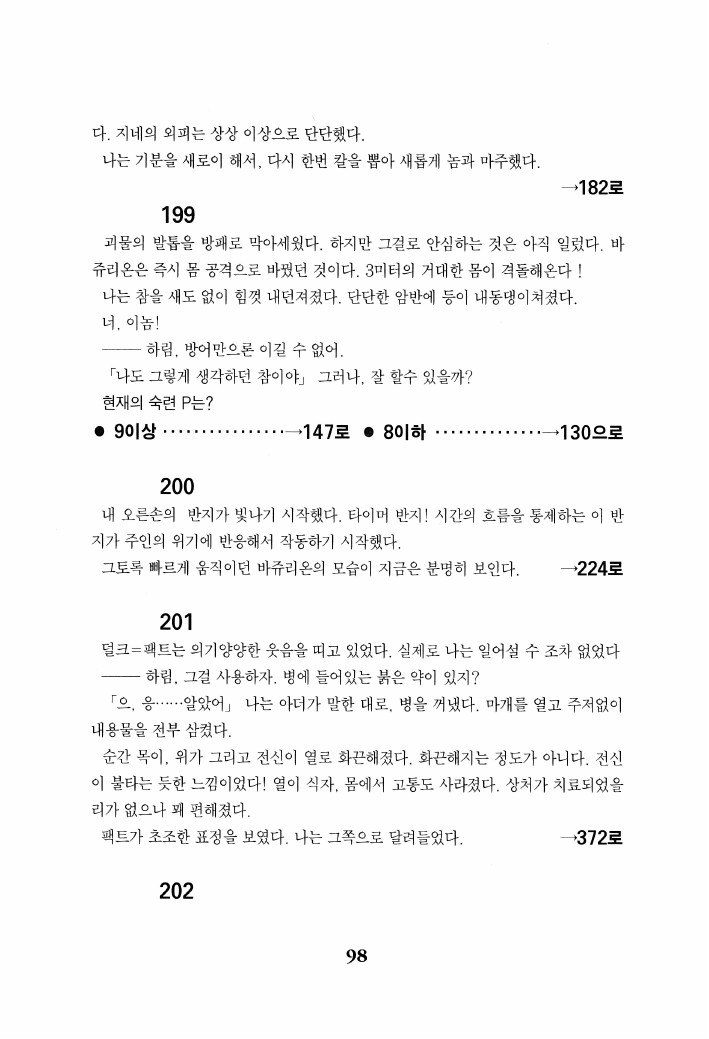 다. 지네의 외피는 상상 이상으로 단단했다.
나는 기분을 새로이 해서, 다시 한번 칼을 뽑아 새롭게 놈과 마주했다.
→182로
199
괴물의 발톱을 방패로 막아세웠다. 하지만 그걸로 안심하는 것은 아직 일렀다. 바
쥬리온은 즉시 몸 공격으로 바꿨던 것이다. 3미터의 거대한 몸이 격돌해온다 !
나는 참을 새도 없이 힘껏 내던져졌다. 단단한 암반에 등이 내동댕이쳐졌다.
너, 이놈!
―― 하림, 방어만으론 이길 수 없어.
「나도 그렇게 생각하던 참이야」 그러나, 잘 할수 있을까?
현재의 숙련 P는?
● 9이상 ················→147로 ● 8이하 ··············→130으로
200
내 오른손의 반지가 빛나기 시작했다. 타이머 반지! 시간의 흐름을 통제하는 이 반
지가 주인의 위기에 반응해서 작동하기 시작했다.
그토록 빠르게 움직이던 바쥬리온의 모습이 지금은 분명히 보인다. →224로
201
덜크=팩트는 의기양양한 웃음을 띠고 있었다. 실제로 나는 일어설 수 조차 없었다
―― 하림, 그걸 사용하자. 병에 들어있는 붉은 약이 있지?
「으, 응……알았어」 나는 아더가 말한 대로, 병을 꺼냈다. 마개를 열고 주저없이
내용물을 전부 삼켰다.
순간 목이, 위가 그리고 전신이 열로 화끈해졌다. 화끈해지는 정도가 아니다. 전신
이 불타는 듯한 느낌이었다! 열이 식자, 몸에서 고통도 사라졌다. 상처가 치료되었을
리가 없으나 꽤 편해졌다.
팩트가 초조한 표정을 보였다. 나는 그쪽으로 달려들었다. →372로
202
98